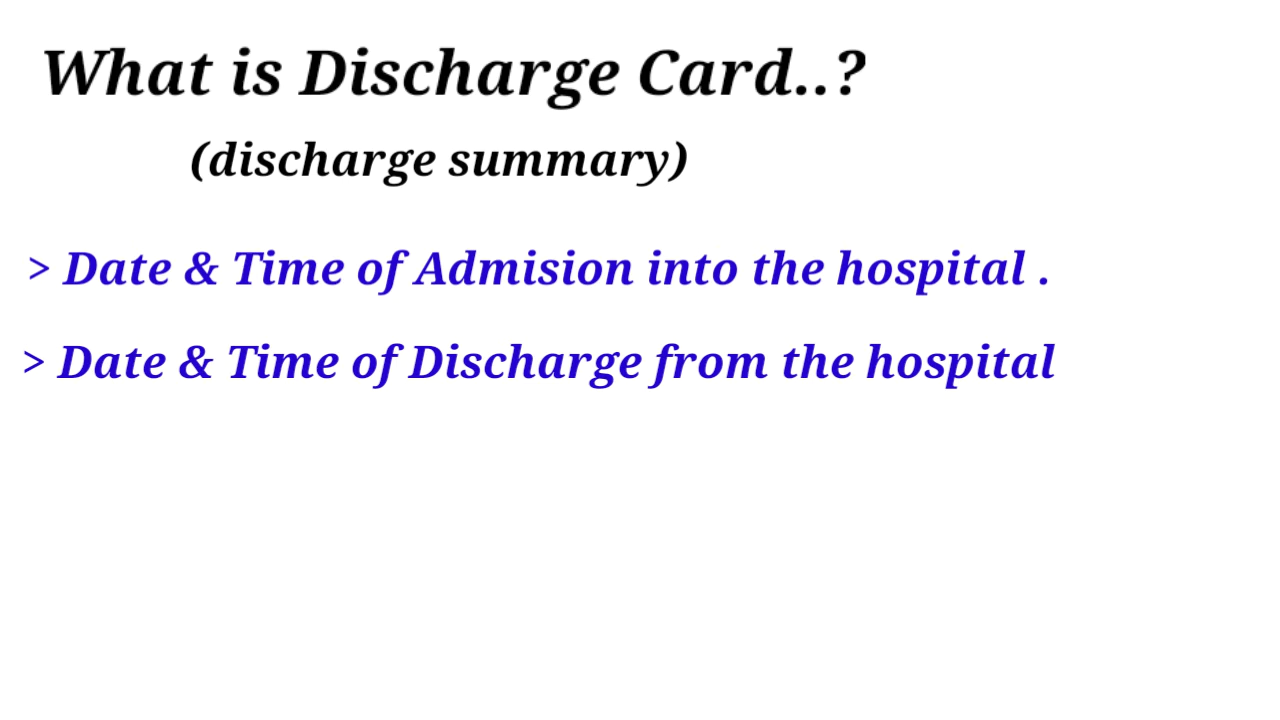 What is Discharge Card..?
(discharge summary)
> Date & Time of Admision into the hospital .
> Date & Time of Discharge from the hospital